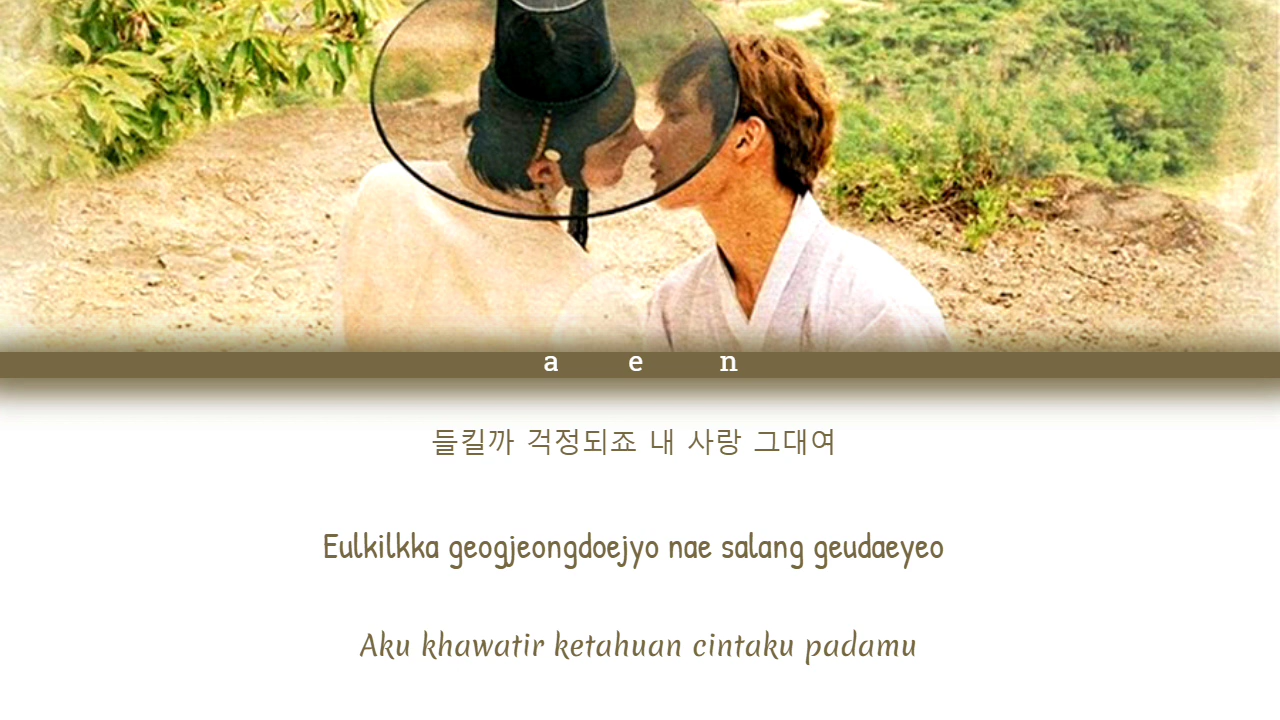 a e n
들킬까 걱정되죠 내 사랑 그대여
Eulkilkka geogjeongdoejyo nae salang geudaeyeo
Aku khawatir ketahuan cintaku padamu